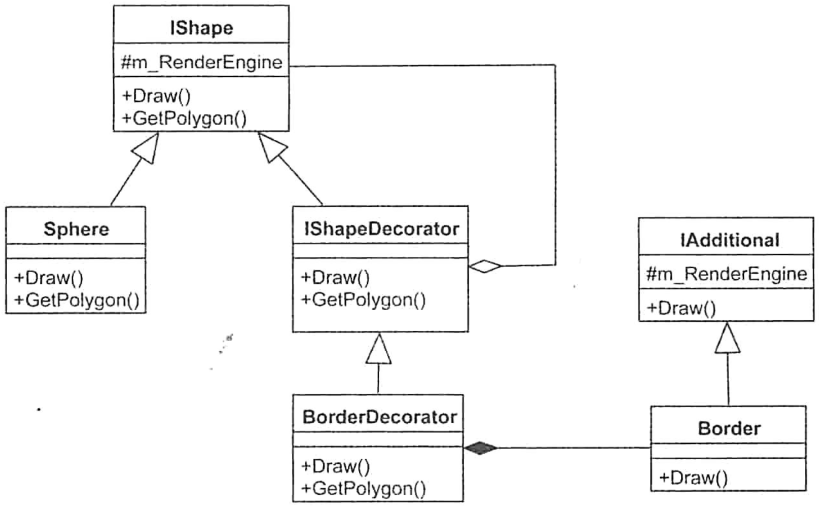 IShape
#m_RenderEngine
+Draw()
+GetPolygon()
Sphere
+Draw()
+GetPolygon()
IShapeDecorator
+Draw()
+GetPolygon()
IAdditional
#m_RenderEngine
+Draw()
BorderDecorator
+Draw()
+GetPolygon()
Border
+Draw()